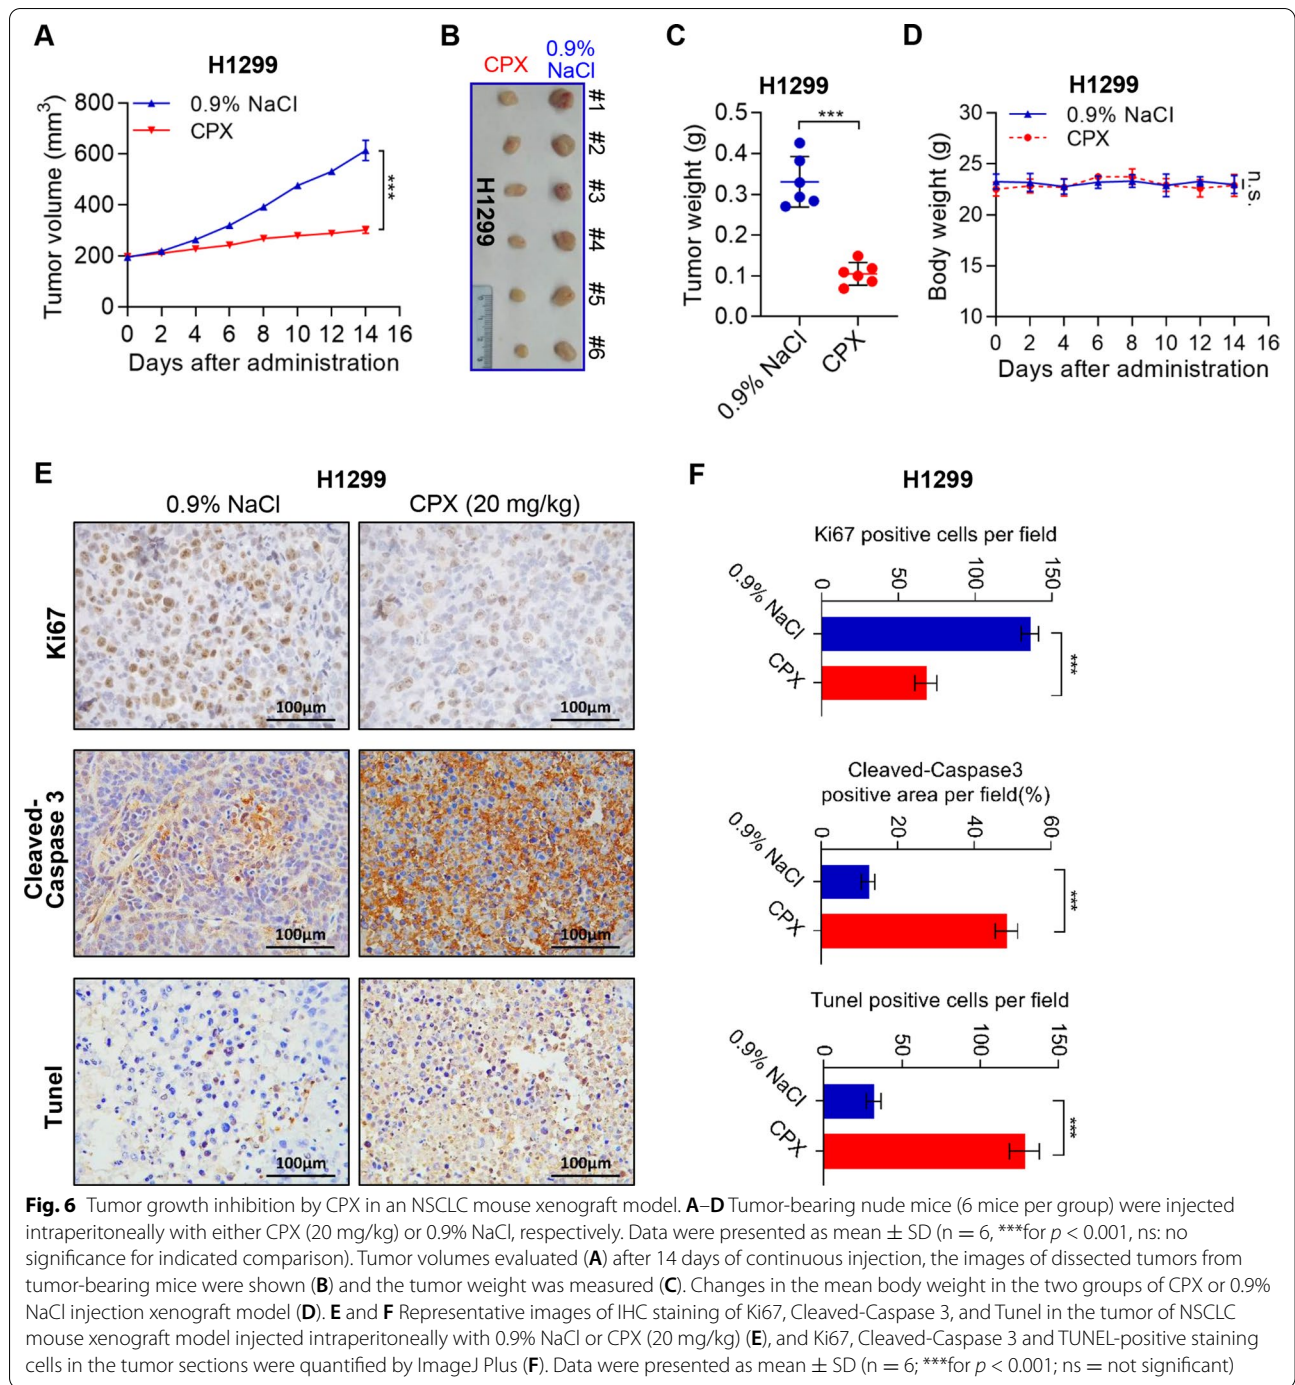 A
H1299
Tumor volume (mm³)
800
600
400
200
0
0.9% NaCl
CPX
***
0 2 4 6 8 10 12 14 16
Days after administration
B
CPX
0.9%
NaCl
H1299
#1
#2
#3
#4
#5
#6
C
H1299
Tumor weight (g)
0.5
0.4
0.3
0.2
0.1
0.0
***
0.9% NaCl
CPX
D
H1299
Body weight (g)
30
25
20
15
10
0.9% NaCl
CPX
n.s.
0 2 4 6 8 10 12 14 16
Days after administration
E
H1299
0.9% NaCl
CPX (20 mg/kg)
Ki67
100μm
100μm
Cleaved-
Caspase 3
100μm
100μm
Tunel
100μm
100μm
F
H1299
Ki67 positive cells per field
0 50 100 150
0.9% NaCl
CPX
***
Cleaved-Caspase3
positive area per field(%)
0 20 40 60
0.9% NaCl
CPX
***
Tunel positive cells per field
0 50 100 150
0.9% NaCl
CPX
***
Fig. 6 Tumor growth inhibition by CPX in an NSCLC mouse xenograft model. A–D Tumor-bearing nude mice (6 mice per group) were injected
intraperitoneally with either CPX (20 mg/kg) or 0.9% NaCl, respectively. Data were presented as mean ± SD (n = 6, ***for p < 0.001, ns: no
significance for indicated comparison). Tumor volumes evaluated (A) after 14 days of continuous injection, the images of dissected tumors from
tumor-bearing mice were shown (B) and the tumor weight was measured (C). Changes in the mean body weight in the two groups of CPX or 0.9%
NaCl injection xenograft model (D). E and F Representative images of IHC staining of Ki67, Cleaved-Caspase 3, and Tunel in the tumor of NSCLC
mouse xenograft model injected intraperitoneally with 0.9% NaCl or CPX (20 mg/kg) (E), and Ki67, Cleaved-Caspase 3 and TUNEL-positive staining
cells in the tumor sections were quantified by ImageJ Plus (F). Data were presented as mean ± SD (n = 6; ***for p < 0.001; ns = not significant)